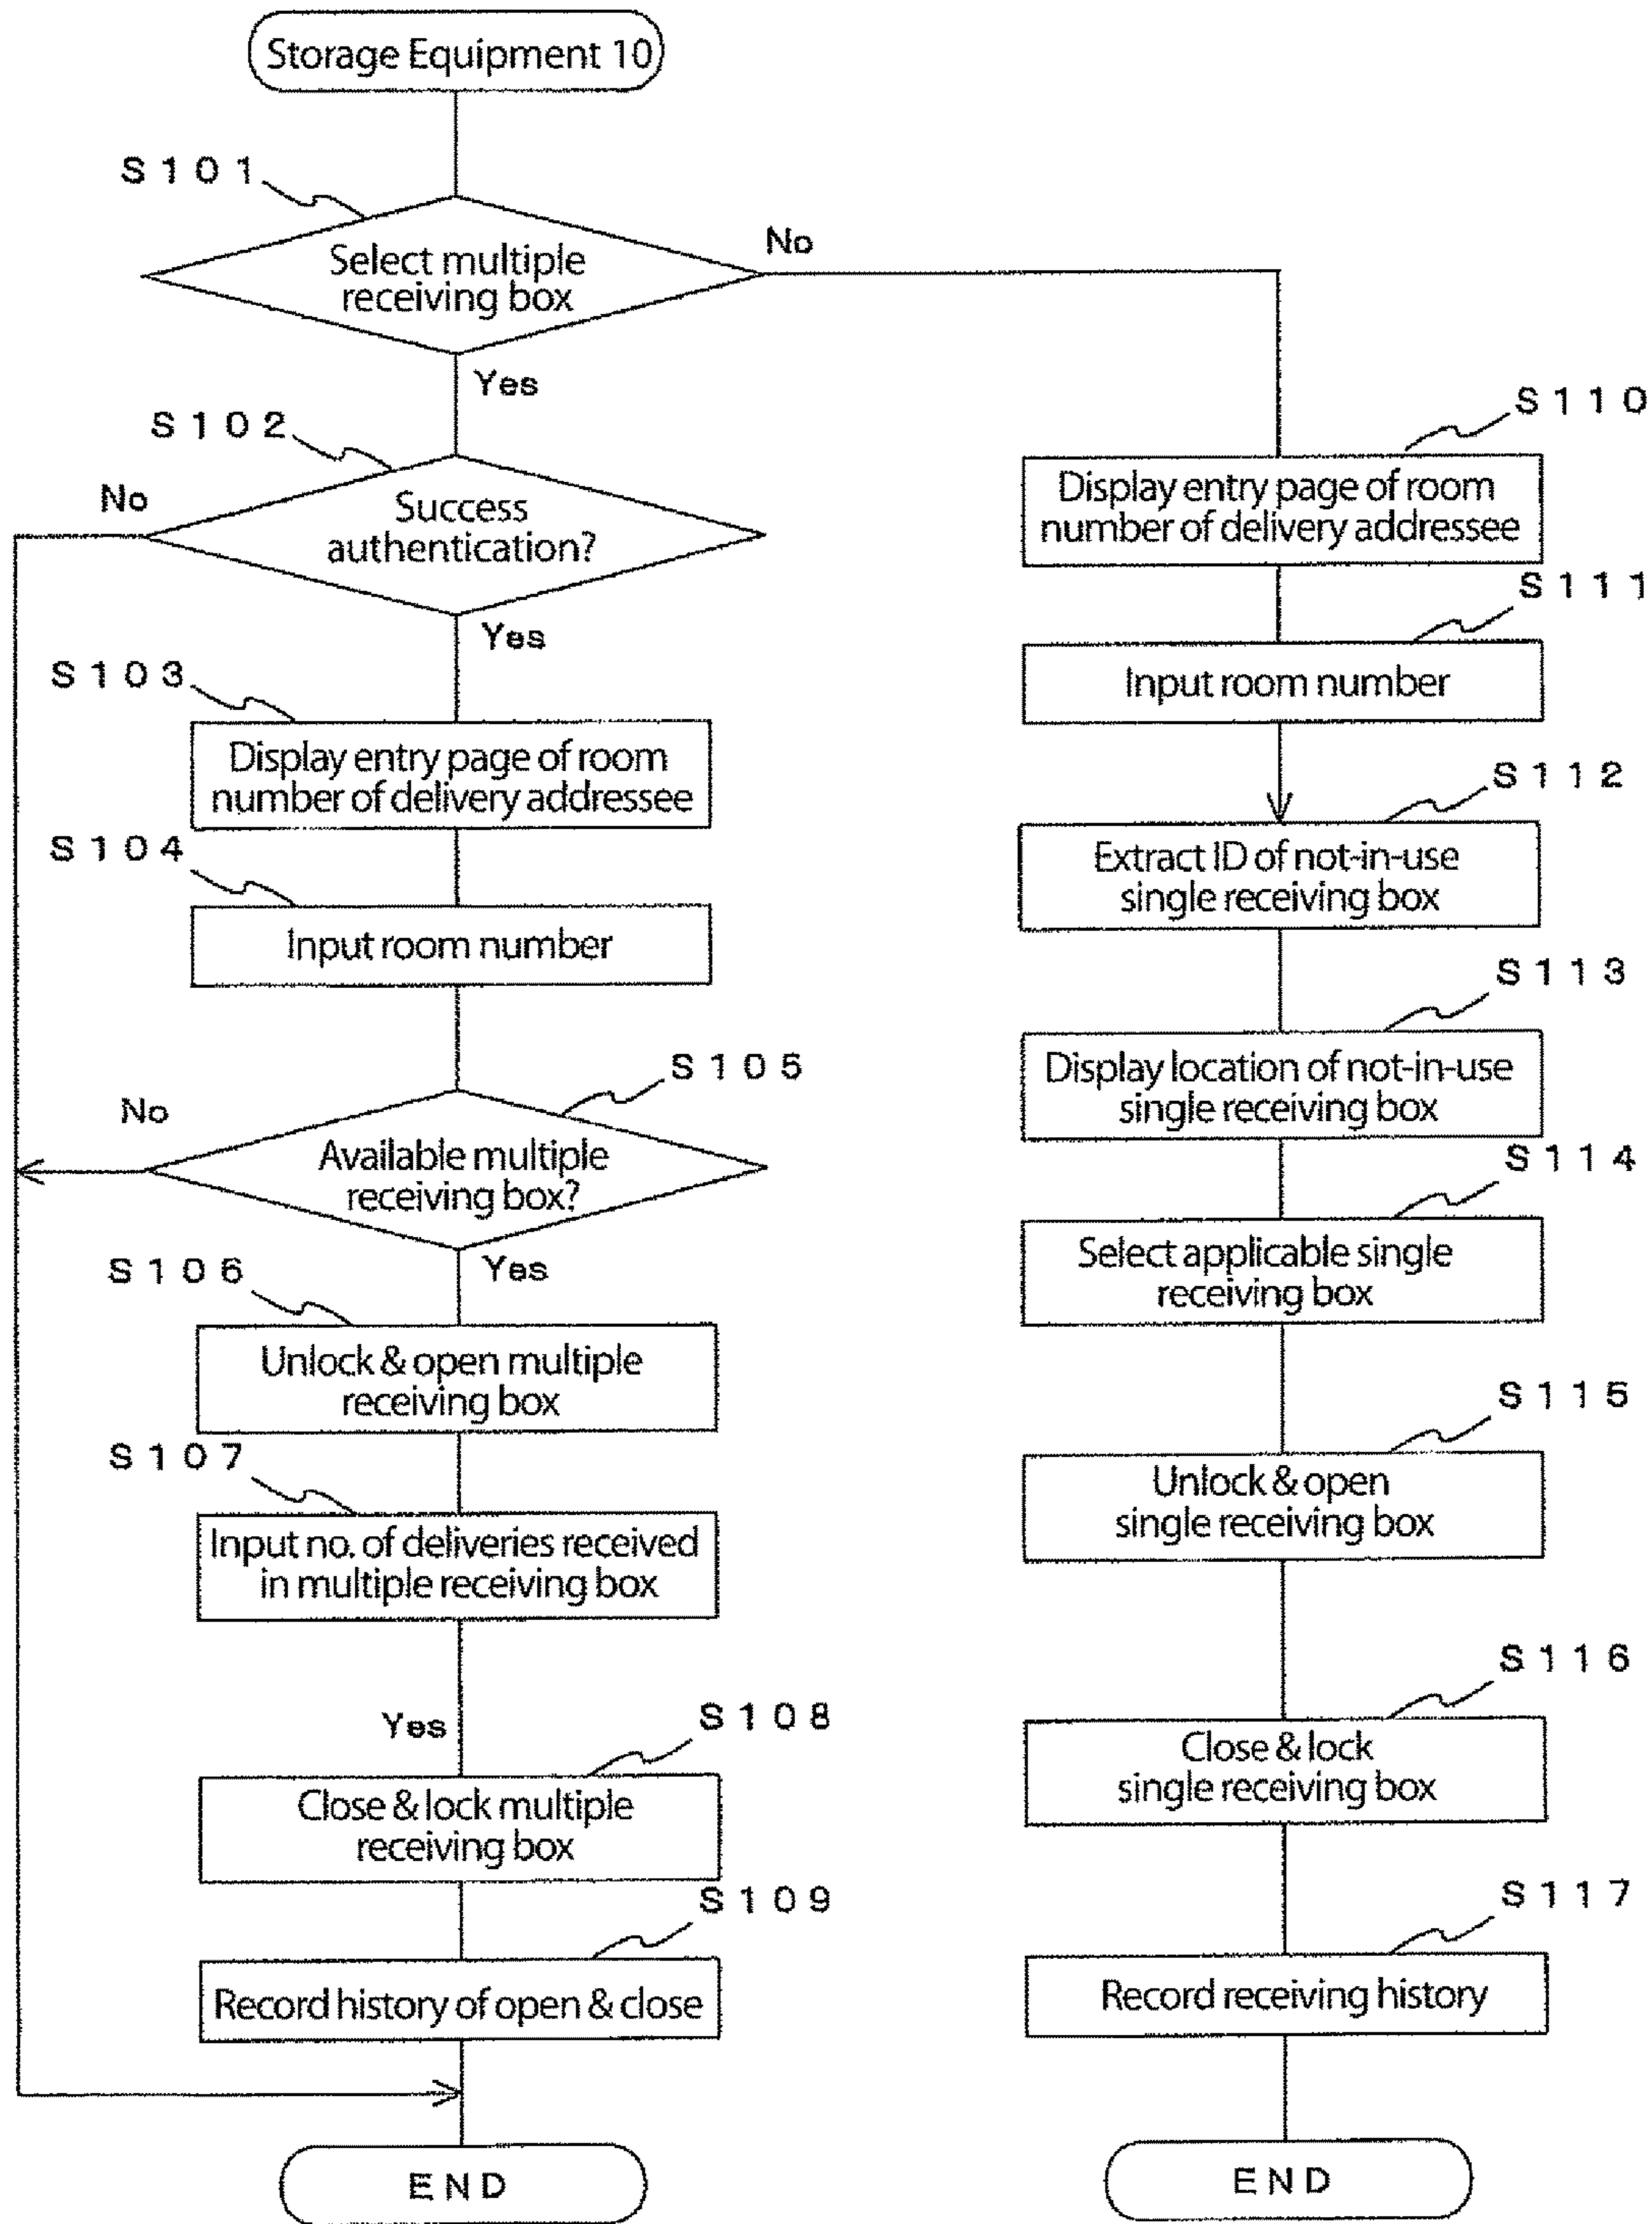 Storage Equipment 10
S101
Select multiple
receiving box
No
Yes
S102
Success
authentication?
No
Yes
S103
Display entry page of room
number of delivery addressee
S104
Input room number
S105
Available multiple
receiving box?
No
Yes
S106
Unlock & open multiple
receiving box
S107
Input no. of deliveries received
in multiple receiving box
Yes
S108
Close & lock multiple
receiving box
S109
Record history of open & close
END
S110
Display entry page of room
number of delivery addressee
S111
Input room number
S112
Extract ID of not-in-use
single receiving box
S113
Display location of not-in-use
single receiving box
S114
Select applicable single
receiving box
S115
Unlock & open
single receiving box
S116
Close & lock
single receiving box
S117
Record receiving history
END